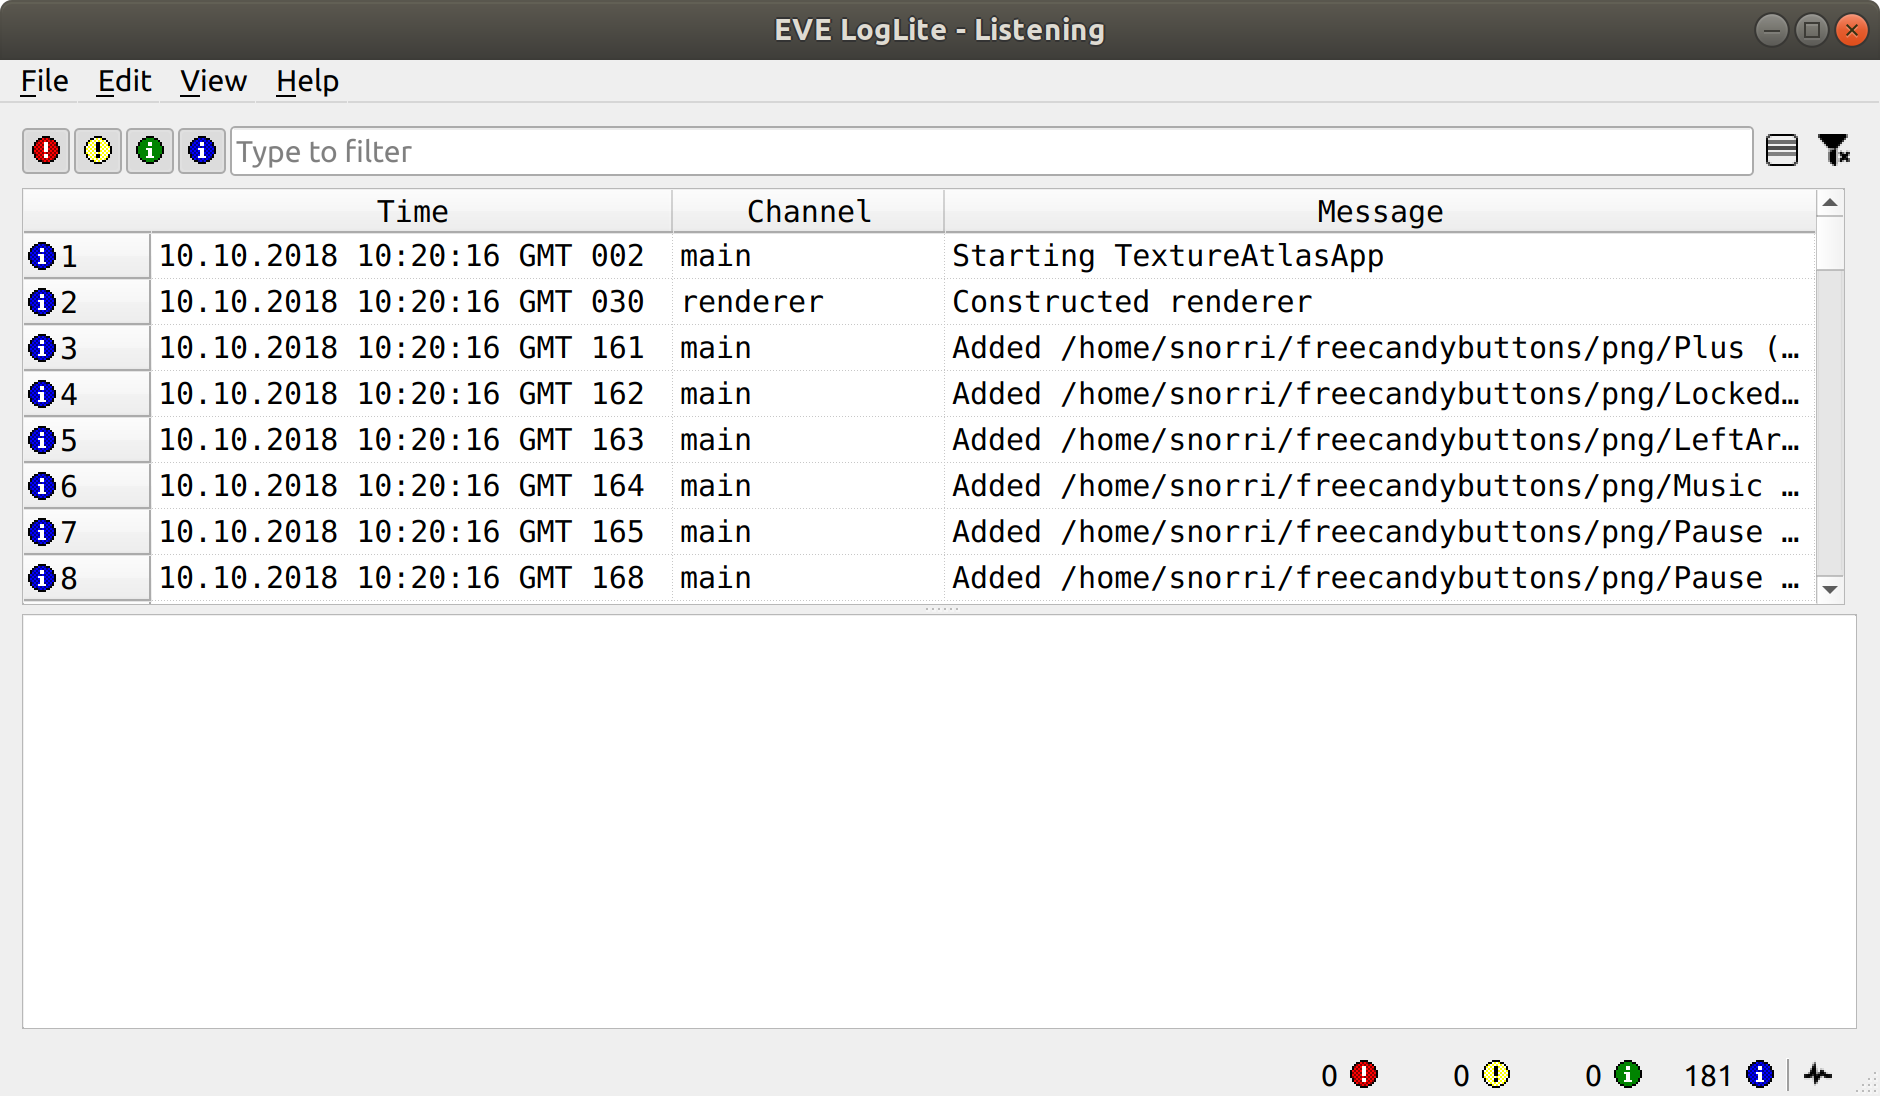 EVE LogLite - Listening
File Edit View Help
Type to filter
Time Channel Message
1 10.10.2018 10:20:16 GMT 002 main Starting TextureAtlasApp
2 10.10.2018 10:20:16 GMT 030 renderer Constructed renderer
3 10.10.2018 10:20:16 GMT 161 main Added /home/snorri/freecandybuttons/png/Plus (…
4 10.10.2018 10:20:16 GMT 162 main Added /home/snorri/freecandybuttons/png/Locked…
5 10.10.2018 10:20:16 GMT 163 main Added /home/snorri/freecandybuttons/png/LeftAr…
6 10.10.2018 10:20:16 GMT 164 main Added /home/snorri/freecandybuttons/png/Music …
7 10.10.2018 10:20:16 GMT 165 main Added /home/snorri/freecandybuttons/png/Pause …
8 10.10.2018 10:20:16 GMT 168 main Added /home/snorri/freecandybuttons/png/Pause …
0 0 0 181